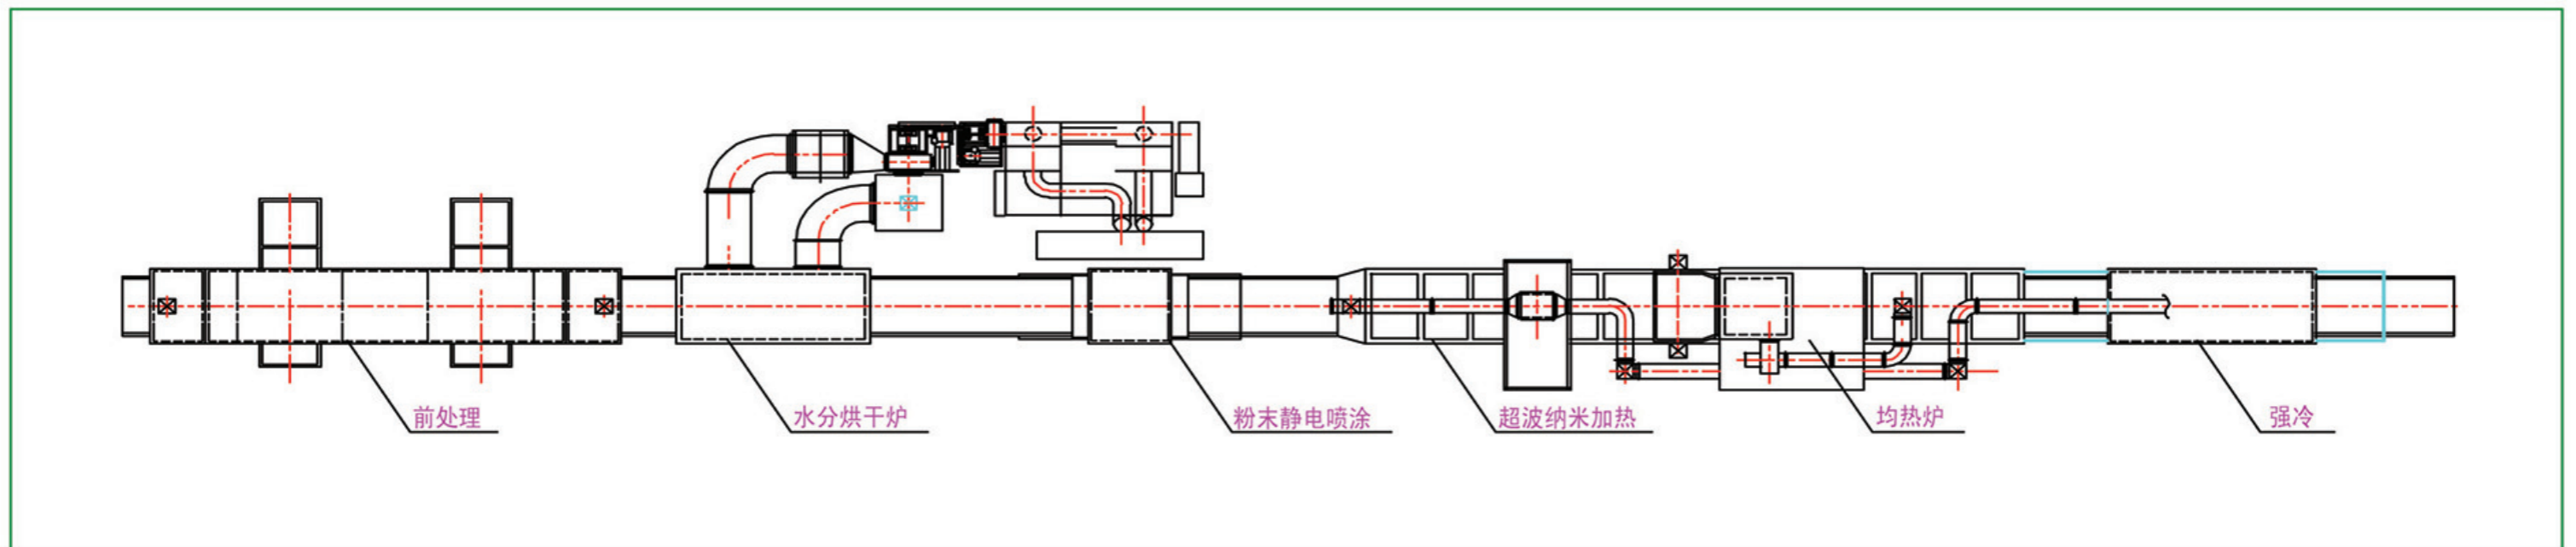 前处理
水分烘干炉
粉末静电喷涂
超波纳米加热
均热炉
强冷